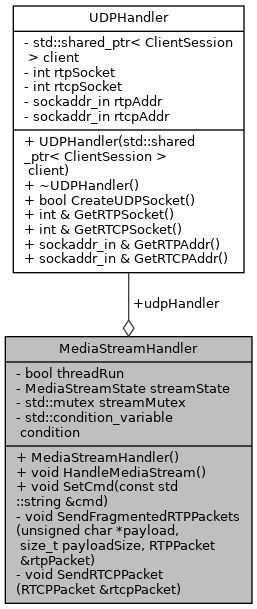 UDPHandler
- std::shared_ptr< ClientSession
> client
- int rtpSocket
- int rtcpSocket
- sockaddr_in rtpAddr
- sockaddr_in rtcpAddr
+ UDPHandler(std::shared
_ptr< ClientSession >
client)
+ ~UDPHandler()
+ bool CreateUDPSocket()
+ int & GetRTPSocket()
+ int & GetRTCPSocket()
+ sockaddr_in & GetRTPAddr()
+ sockaddr_in & GetRTCPAddr()
+udpHandler
MediaStreamHandler
- bool threadRun
- MediaStreamState streamState
- std::mutex streamMutex
- std::condition_variable
condition
+ MediaStreamHandler()
+ void HandleMediaStream()
+ void SetCmd(const std
::string &cmd)
- void SendFragmentedRTPPackets
(unsigned char *payload,
size_t payloadSize, RTPPacket
&rtpPacket)
- void SendRTCPPacket
(RTCPPacket &rtcpPacket)